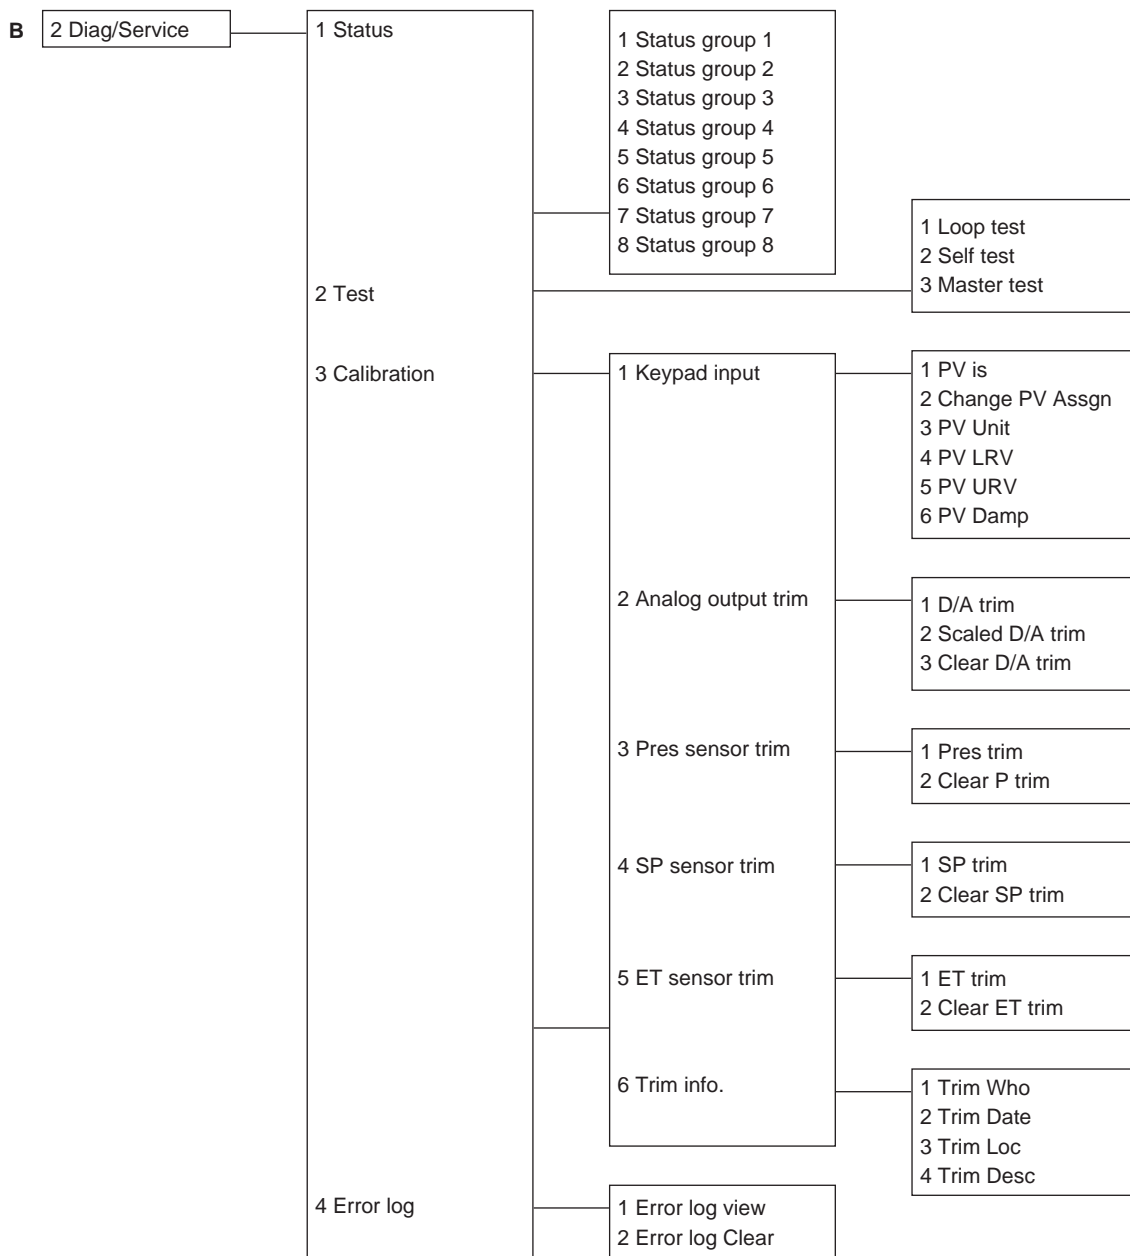 B
2 Diag/Service
1 Status
1 Status group 1
2 Status group 2
3 Status group 3
4 Status group 4
5 Status group 5
6 Status group 6
7 Status group 7
8 Status group 8
2 Test
1 Loop test
2 Self test
3 Master test
3 Calibration
1 Keypad input
1 PV is
2 Change PV Assgn
3 PV Unit
4 PV LRV
5 PV URV
6 PV Damp
2 Analog output trim
1 D/A trim
2 Scaled D/A trim
3 Clear D/A trim
3 Pres sensor trim
1 Pres trim
2 Clear P trim
4 SP sensor trim
1 SP trim
2 Clear SP trim
5 ET sensor trim
1 ET trim
2 Clear ET trim
6 Trim info.
1 Trim Who
2 Trim Date
3 Trim Loc
4 Trim Desc
4 Error log
1 Error log view
2 Error log Clear